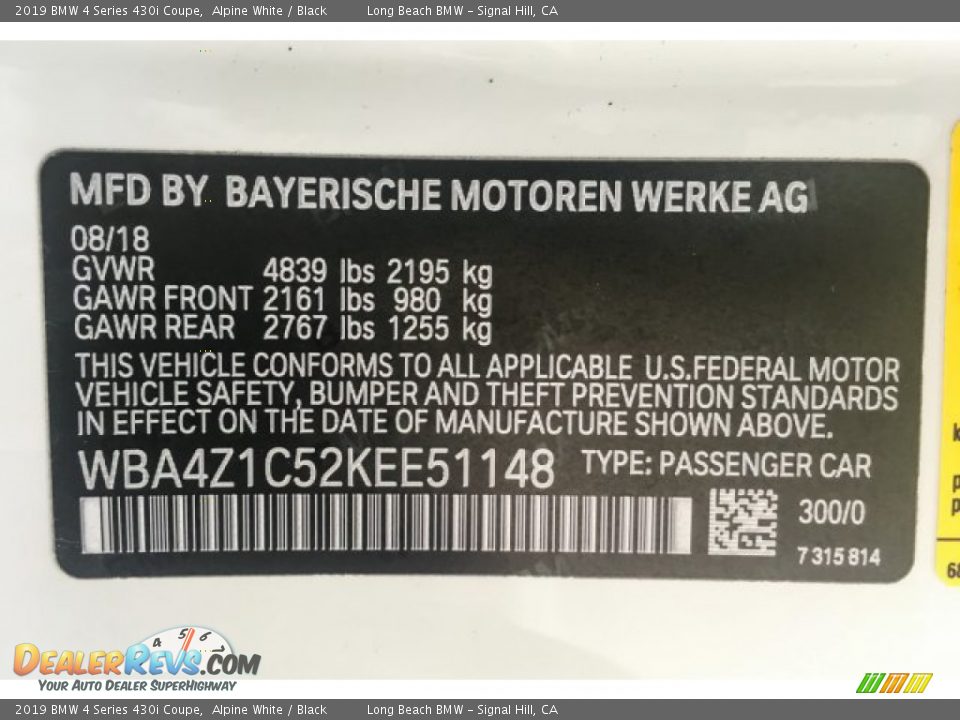 2019 BMW 4 Series 430i Coupe, Alpine White / Black Long Beach BMW - Signal Hill, CA
MFD BY BAYERISCHE MOTOREN WERKE AG
08/18
GVWR 4839 lbs 2195 kg
GAWR FRONT 2161 lbs 980 kg
GAWR REAR 2767 lbs 1255 kg
THIS VEHICLE CONFORMS TO ALL APPLICABLE U.S.FEDERAL MOTOR
VEHICLE SAFETY, BUMPER AND THEFT PREVENTION STANDARDS
IN EFFECT ON THE DATE OF MANUFACTURE SHOWN ABOVE.
WBA4Z1C52KEE51148 TYPE: PASSENGER CAR
300/0
7 315 814
68
4 5 6
DEALERREVS.COM
YOUR AUTO DEALER SUPERHIGHWAY
2019 BMW 4 Series 430i Coupe, Alpine White / Black Long Beach BMW - Signal Hill, CA